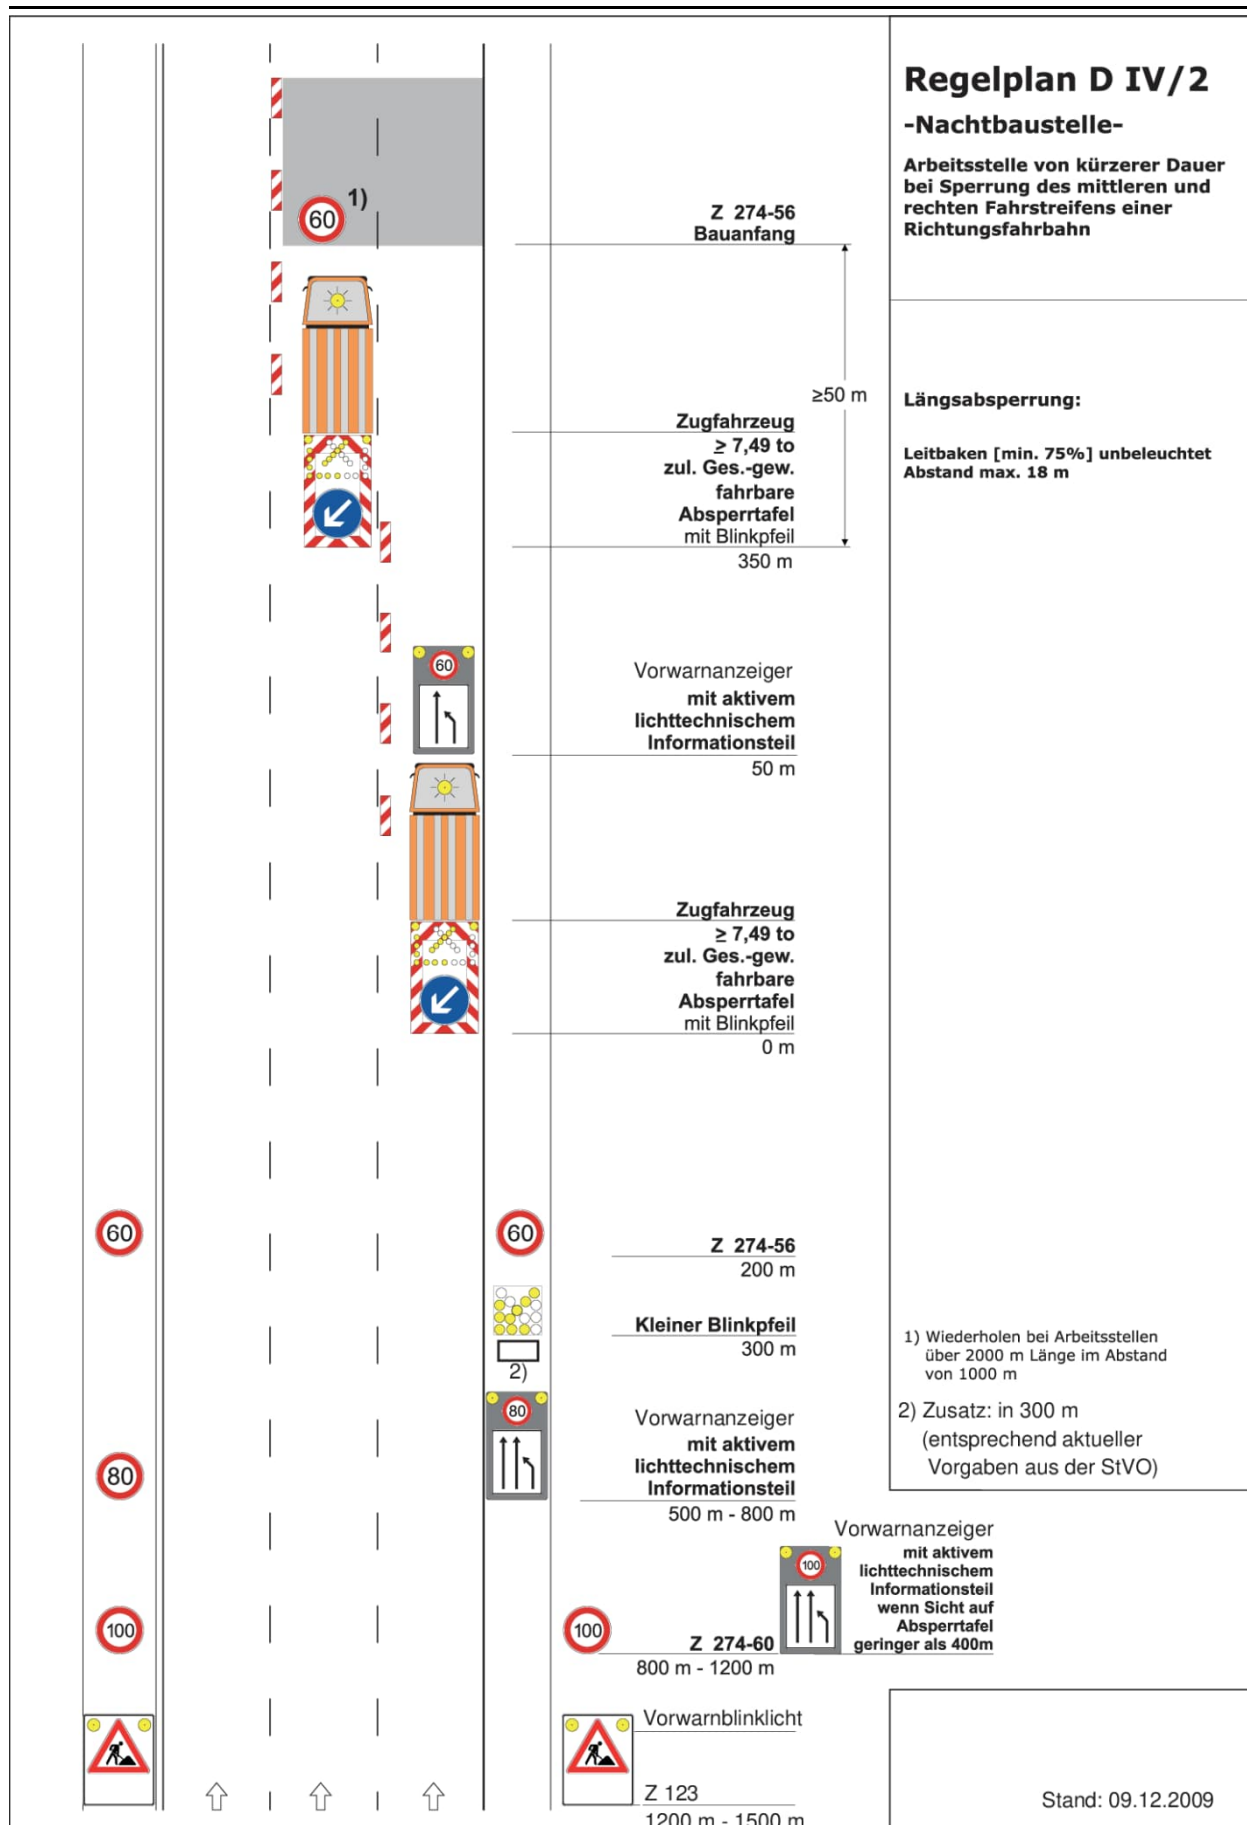 Regelplan D IV/2
-Nachtbaustelle-
Arbeitsstelle von kürzerer Dauer
bei Sperrung des mittleren und
rechten Fahrstreifens einer
Richtungsfahrbahn
60
1)
Z 274-56
Bauanfang
≥50 m
Längsabsperrung:
Leitbaken [min. 75%] unbeleuchtet
Abstand max. 18 m
Zugfahrzeug
≥ 7,49 to
zul. Ges.-gew.
fahrbare
Absperrtafel
mit Blinkpfeil
350 m
60
Vorwarnanzeiger
mit aktivem
lichttechnischem
Informationsteil
50 m
Zugfahrzeug
≥ 7,49 to
zul. Ges.-gew.
fahrbare
Absperrtafel
mit Blinkpfeil
0 m
60
60
Z 274-56
200 m
Kleiner Blinkpfeil
300 m
2)
1) Wiederholen bei Arbeitsstellen
über 2000 m Länge im Abstand
von 1000 m
2) Zusatz: in 300 m
(entsprechend aktueller
Vorgaben aus der StVO)
80
80
Vorwarnanzeiger
mit aktivem
lichttechnischem
Informationsteil
500 m - 800 m
Vorwarnanzeiger
mit aktivem
lichttechnischem
Informationsteil
wenn Sicht auf
Absperrtafel
geringer als 400m
100
100
100
Z 274-60
800 m - 1200 m
Vorwarnblinklicht
Z 123
1200 m - 1500 m
Stand: 09.12.2009